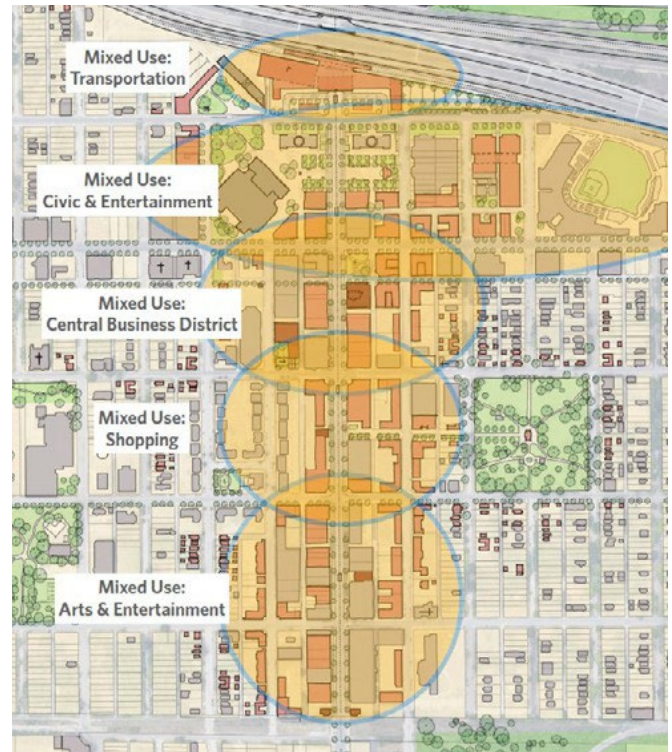 Mixed Use:
Transportation
Mixed Use:
Civic & Entertainment
Mixed Use:
Central Business District
Mixed Use:
Shopping
Mixed Use:
Arts & Entertainment